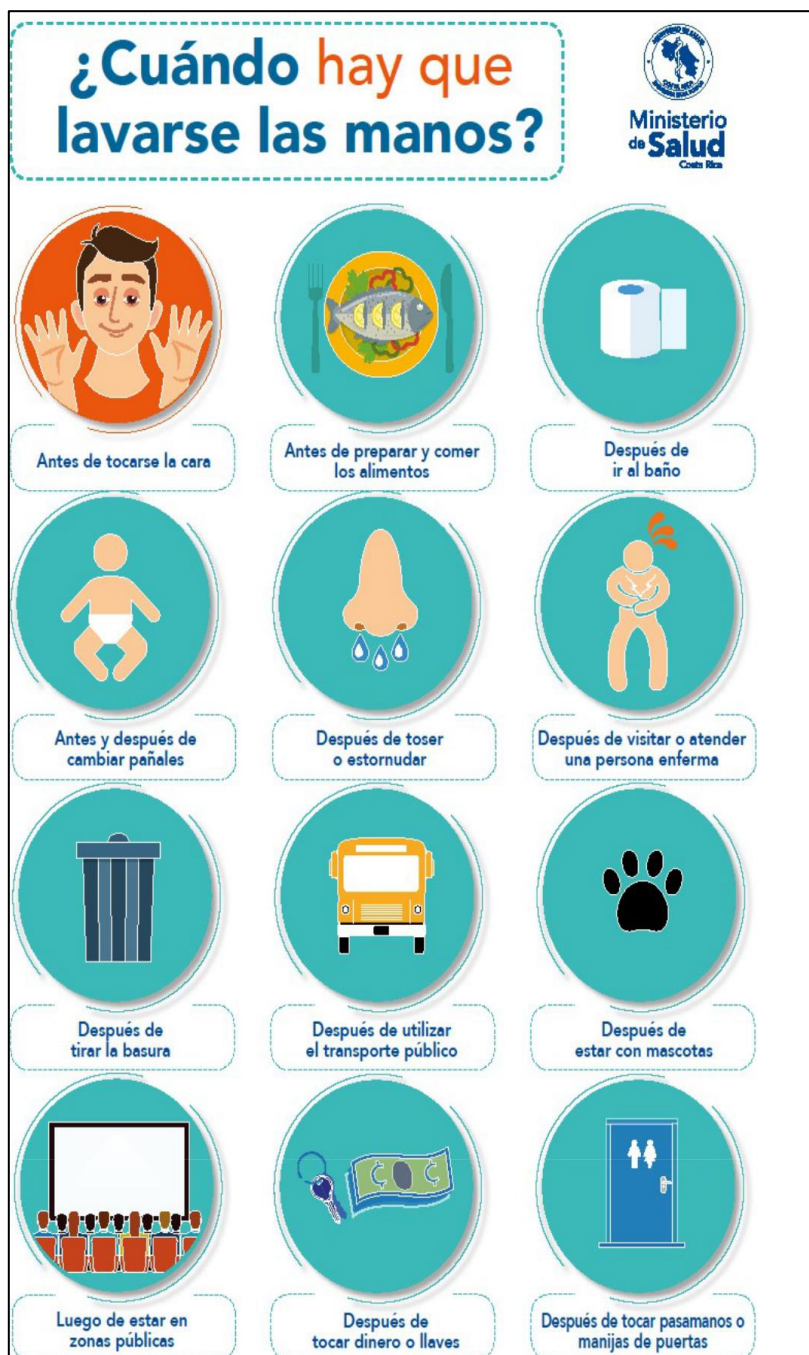 ¿Cuándo hay que
lavarse las manos?
Ministerio
de Salud
Costa Rica
Antes de tocarse la cara
Antes de preparar y comer
los alimentos
Después de
ir al baño
Antes y después de
cambiar pañales
Después de toser
o estornudar
Después de visitar o atender
una persona enferma
Después de
tirar la basura
Después de utilizar
el transporte público
Después de
estar con mascotas
Luego de estar en
zonas públicas
Después de
tocar dinero o llaves
Después de tocar pasamanos o
manijas de puertas